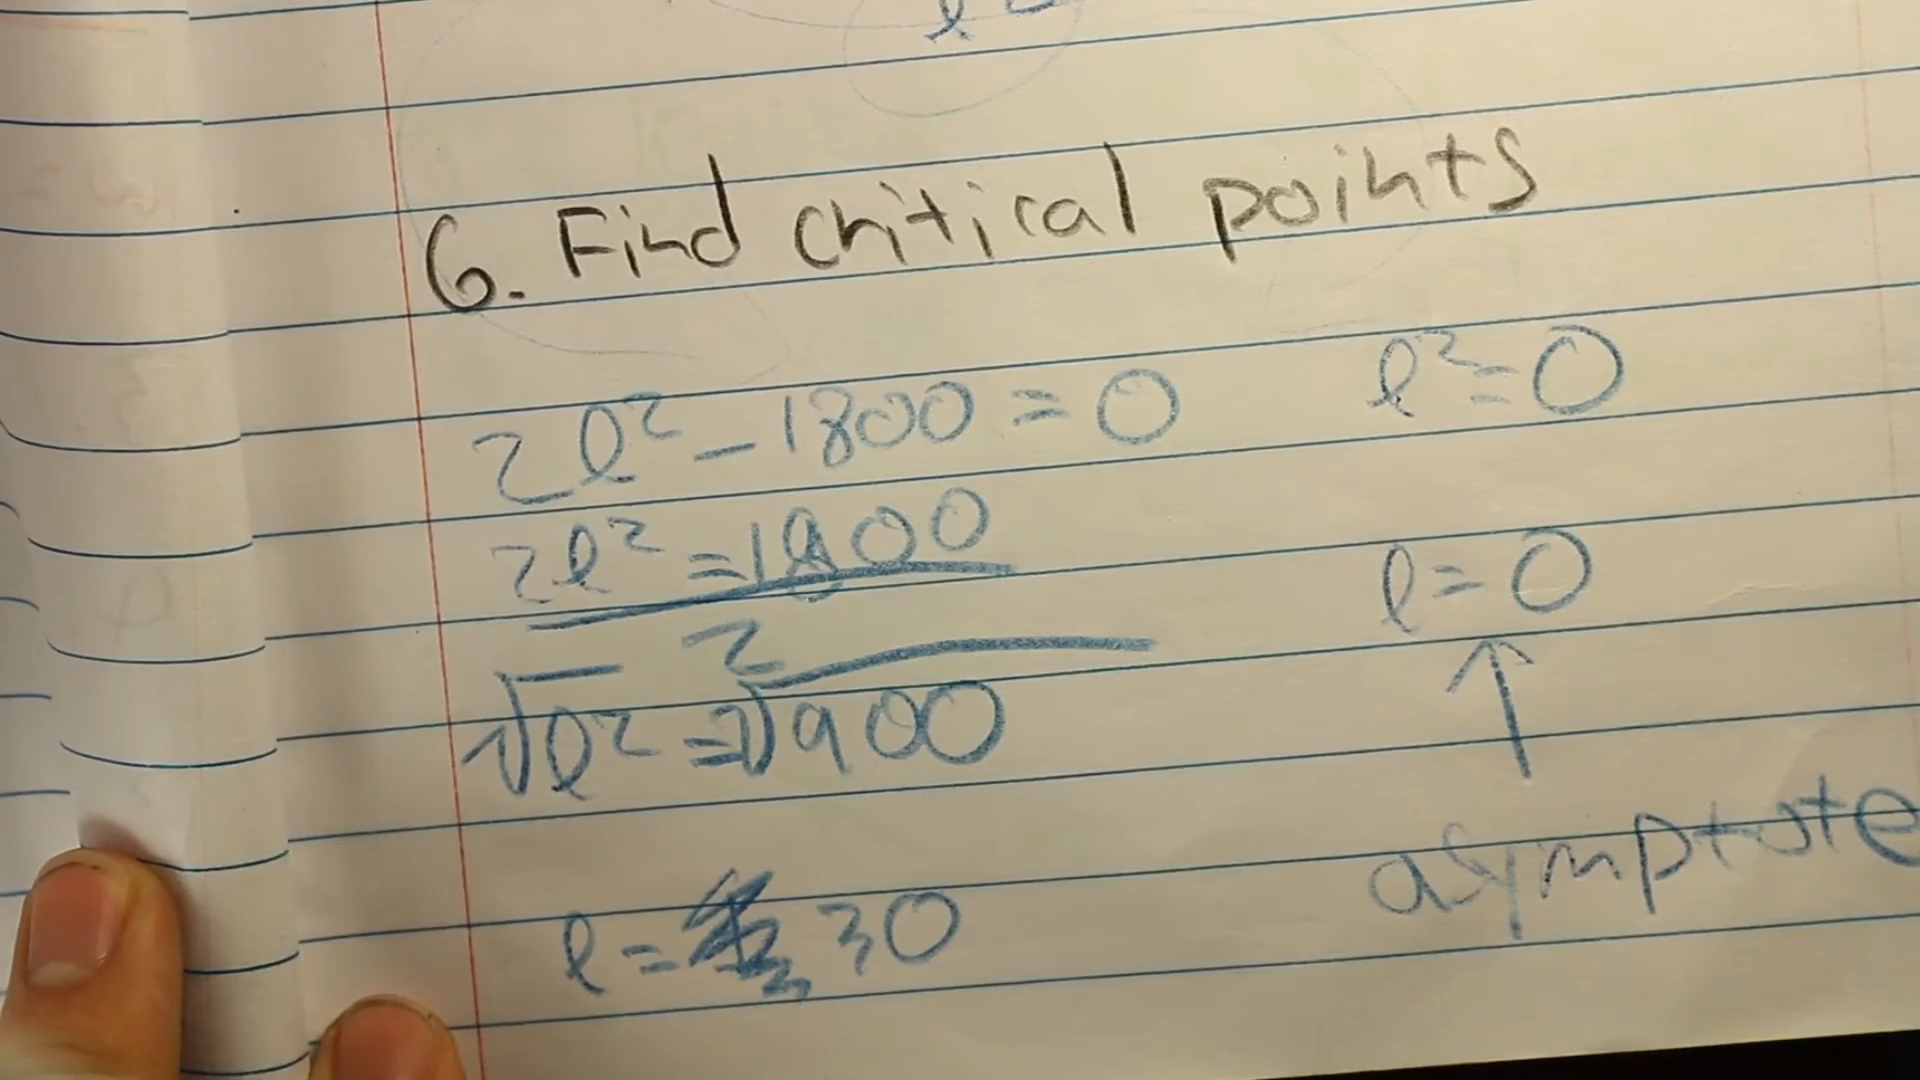 6. Find critical points
2l² - 1800 = 0
l² = 0
2l² = 1800
2
l = 0
√l² = √900
l = 30
asymptote